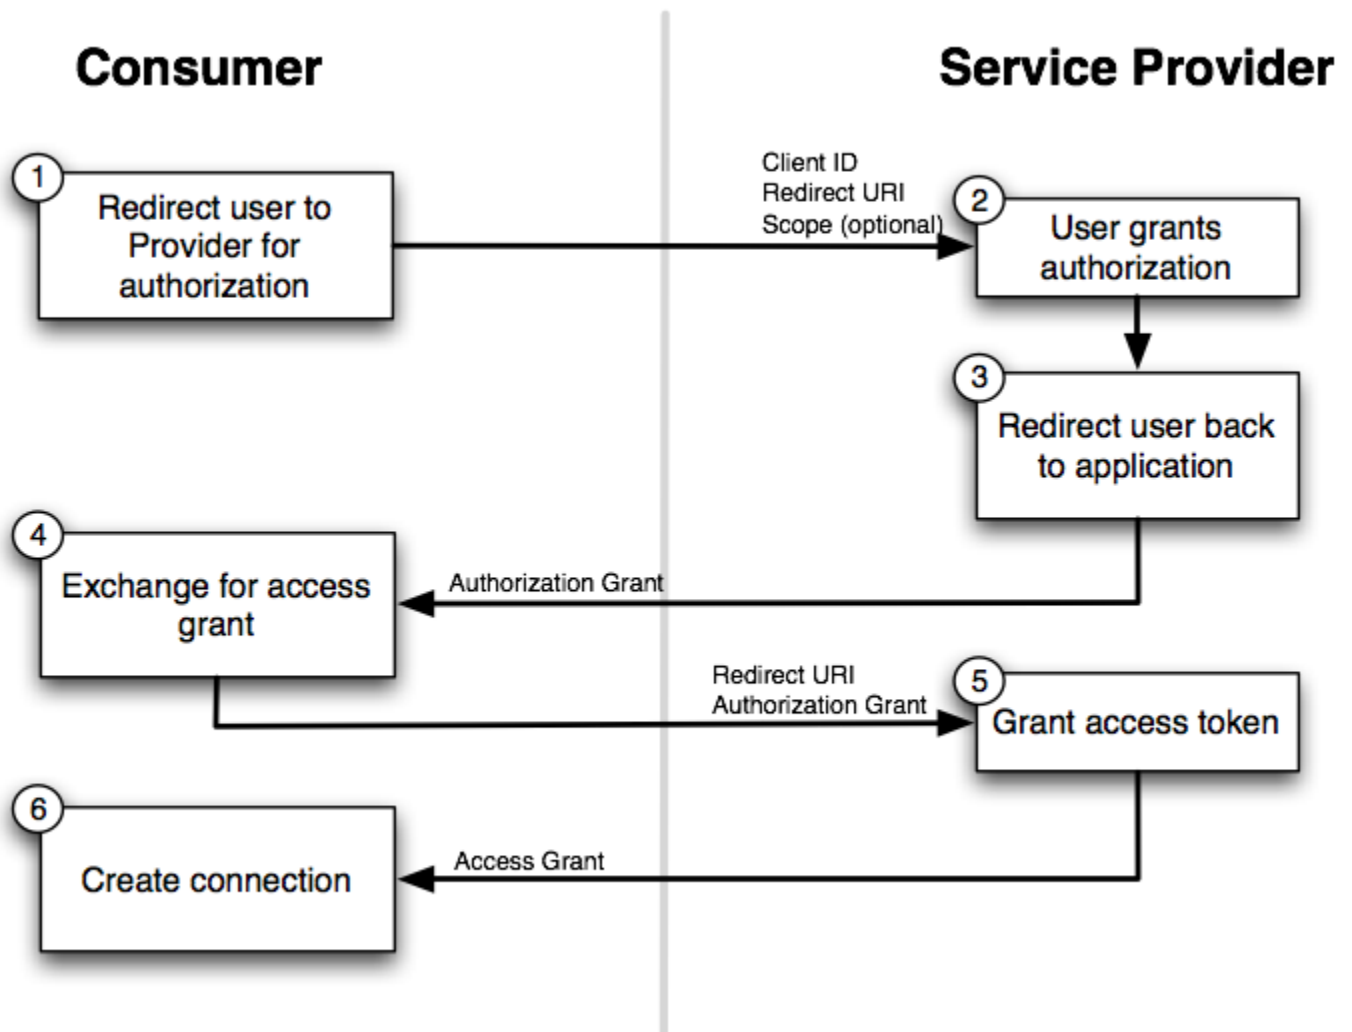 Consumer
Service Provider
1
Redirect user to
Provider for
authorization
Client ID
Redirect URI
Scope (optional)
2
User grants
authorization
3
Redirect user back
to application
4
Exchange for access
grant
Authorization Grant
Redirect URI
Authorization Grant
5
Grant access token
6
Create connection
Access Grant